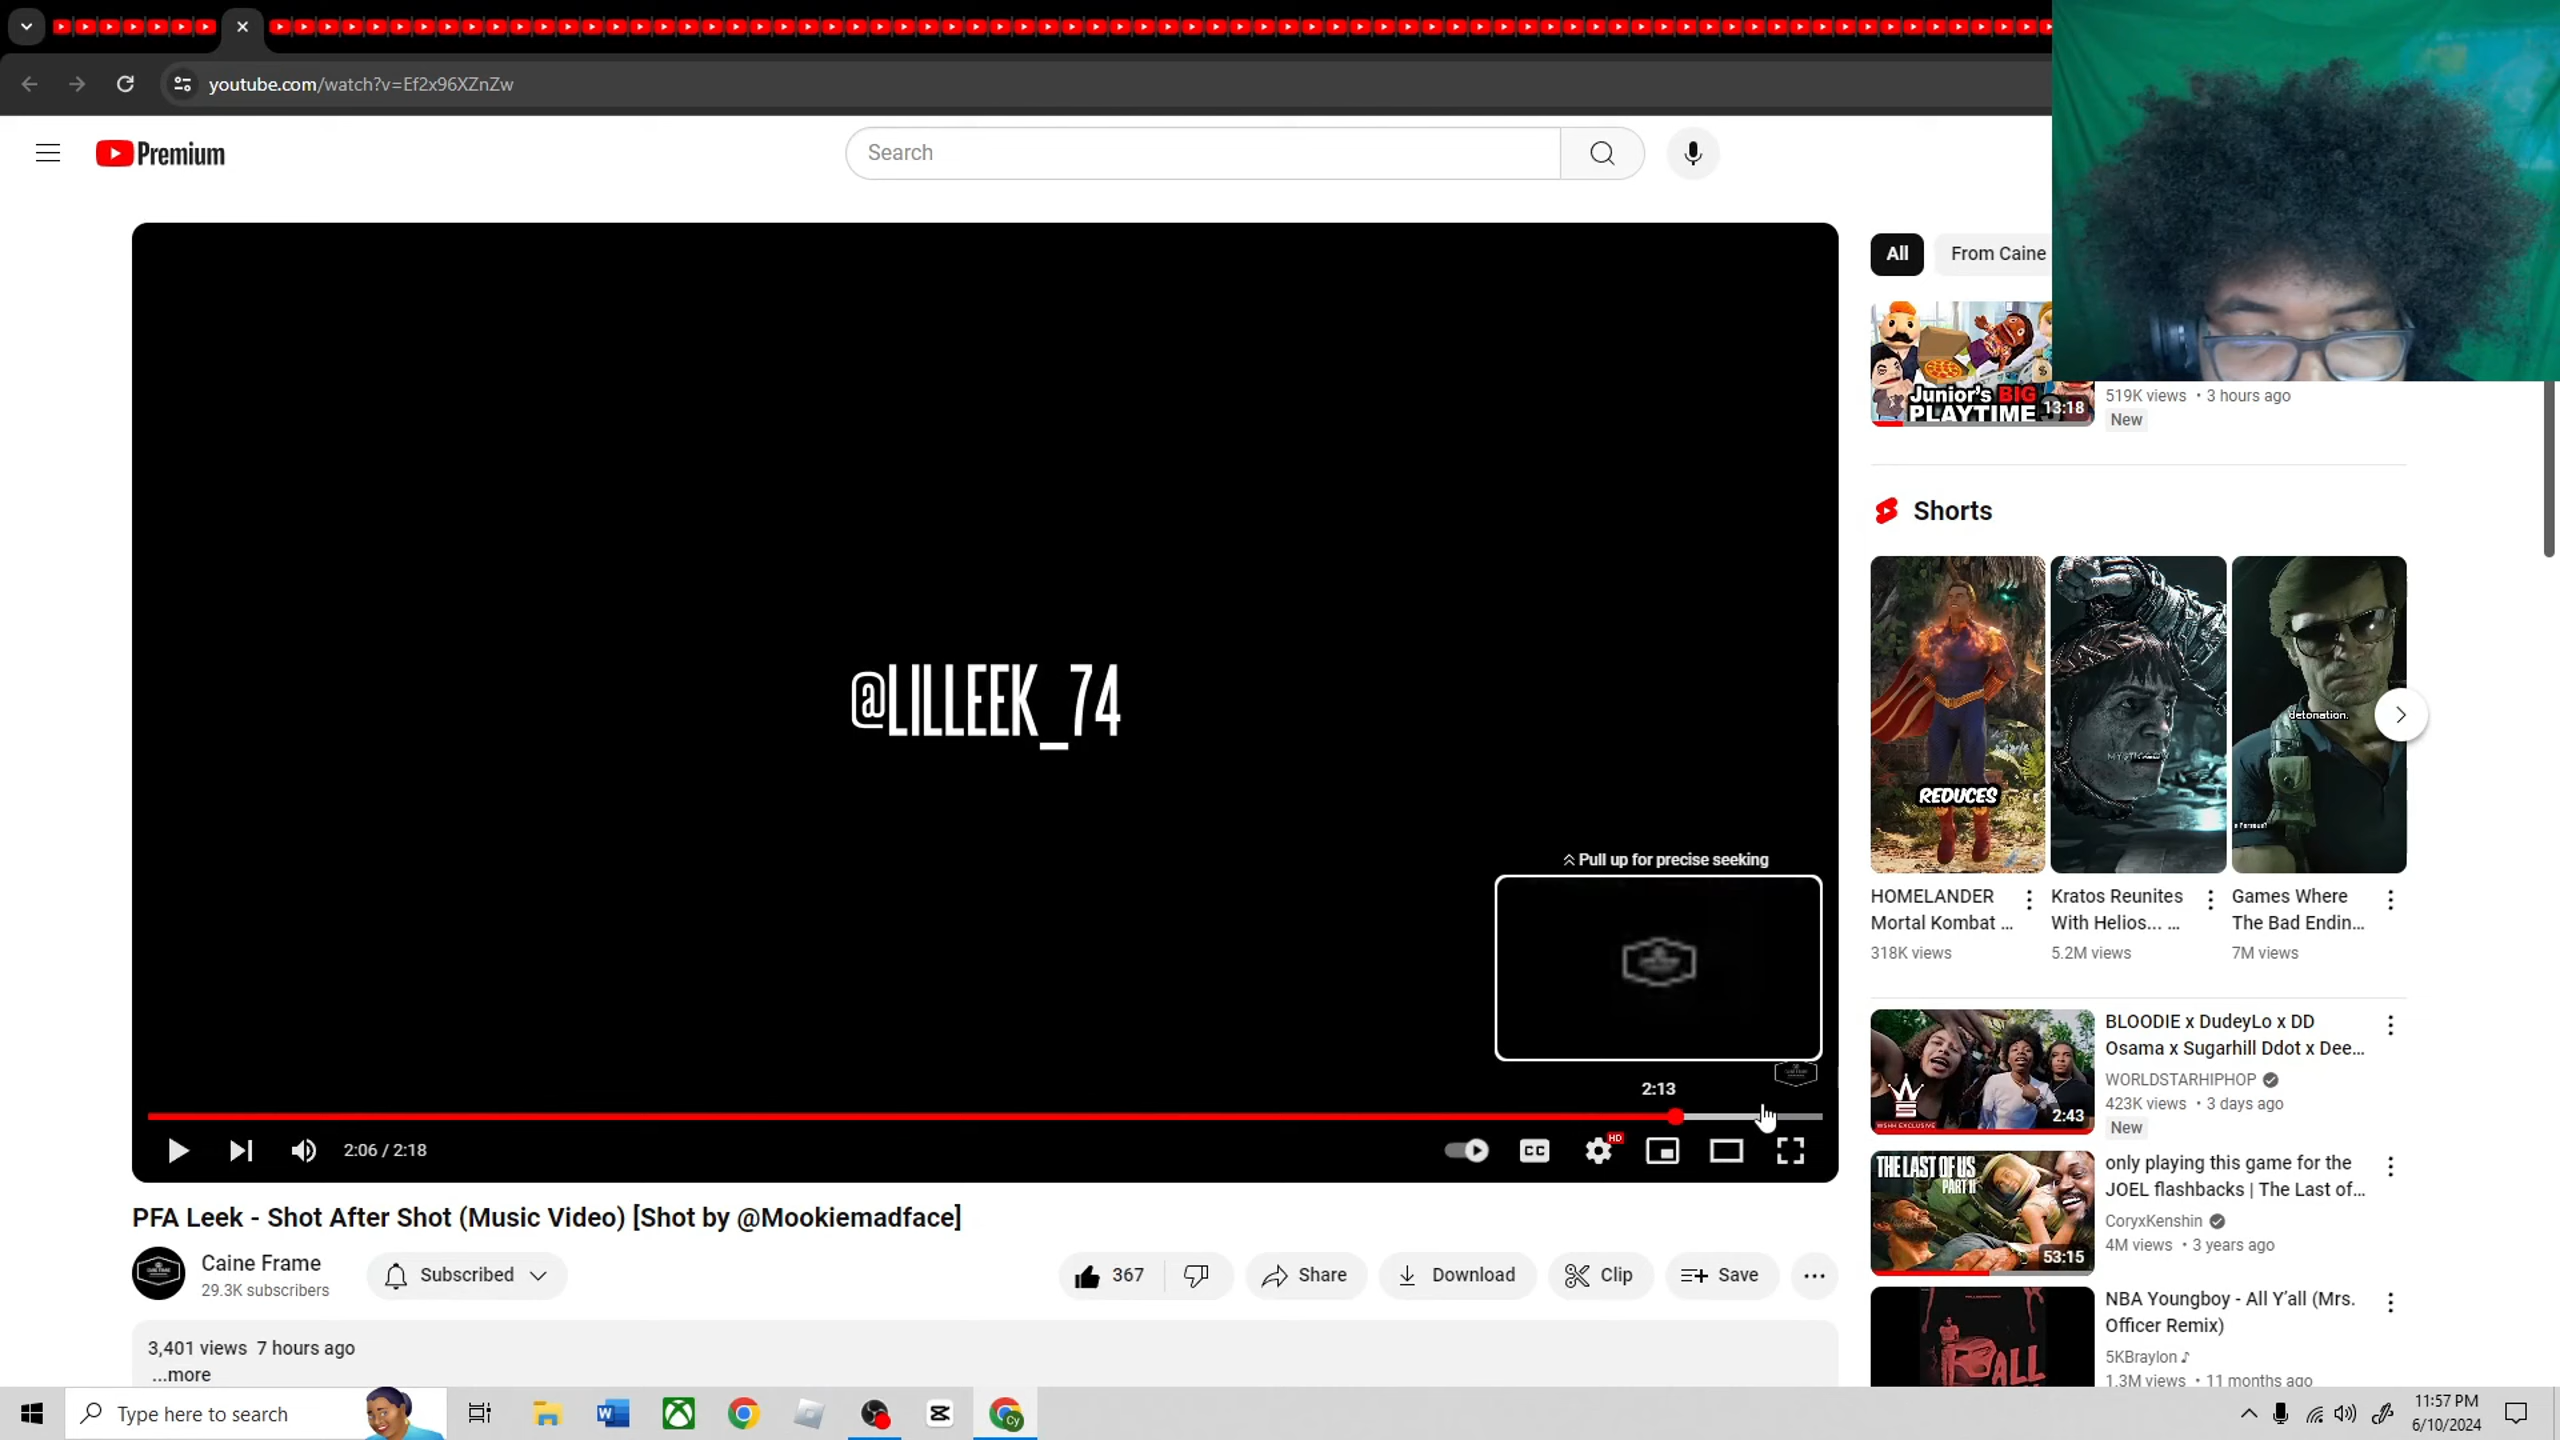 youtube.com/watch?v=Ef2x96XZnZw
Premium
Search
@LILLEEK_74
Pull up for precise seeking
2:13
2:06 / 2:18
CC
HD
PFA Leek - Shot After Shot (Music Video) [Shot by @Mookiemadface]
Caine Frame
29.3K subscribers
Subscribed
367
Share
Download
Clip
Save
3,401 views 7 hours ago
...more
All
From Caine
Junior's BIG
PLAYTIME
13:18
519K views • 3 hours ago
New
Shorts
REDUCES
detonation.
HOMELANDER
Mortal Kombat ...
318K views
Kratos Reunites
With Helios... ...
5.2M views
Games Where
The Bad Endin...
7M views
WSHH EXCLUSIVE
2:43
BLOODIE x DudeyLo x DD
Osama x Sugarhill Ddot x Dee...
WORLDSTARHIPHOP
423K views • 3 days ago
New
THE LAST OF US
PART II
53:15
only playing this game for the
JOEL flashbacks | The Last of...
CoryxKenshin
4M views • 3 years ago
ALL
NBA Youngboy - All Y'all (Mrs.
Officer Remix)
5KBraylon
1.3M views • 11 months ago
Type here to search
Cy
11:57 PM
6/10/2024